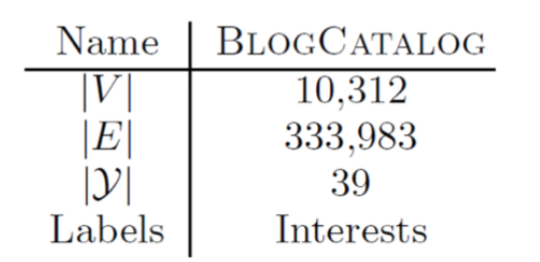 Name BLOGCATALOG
|V| 10,312
|E| 333,983
|𝒴| 39
Labels Interests